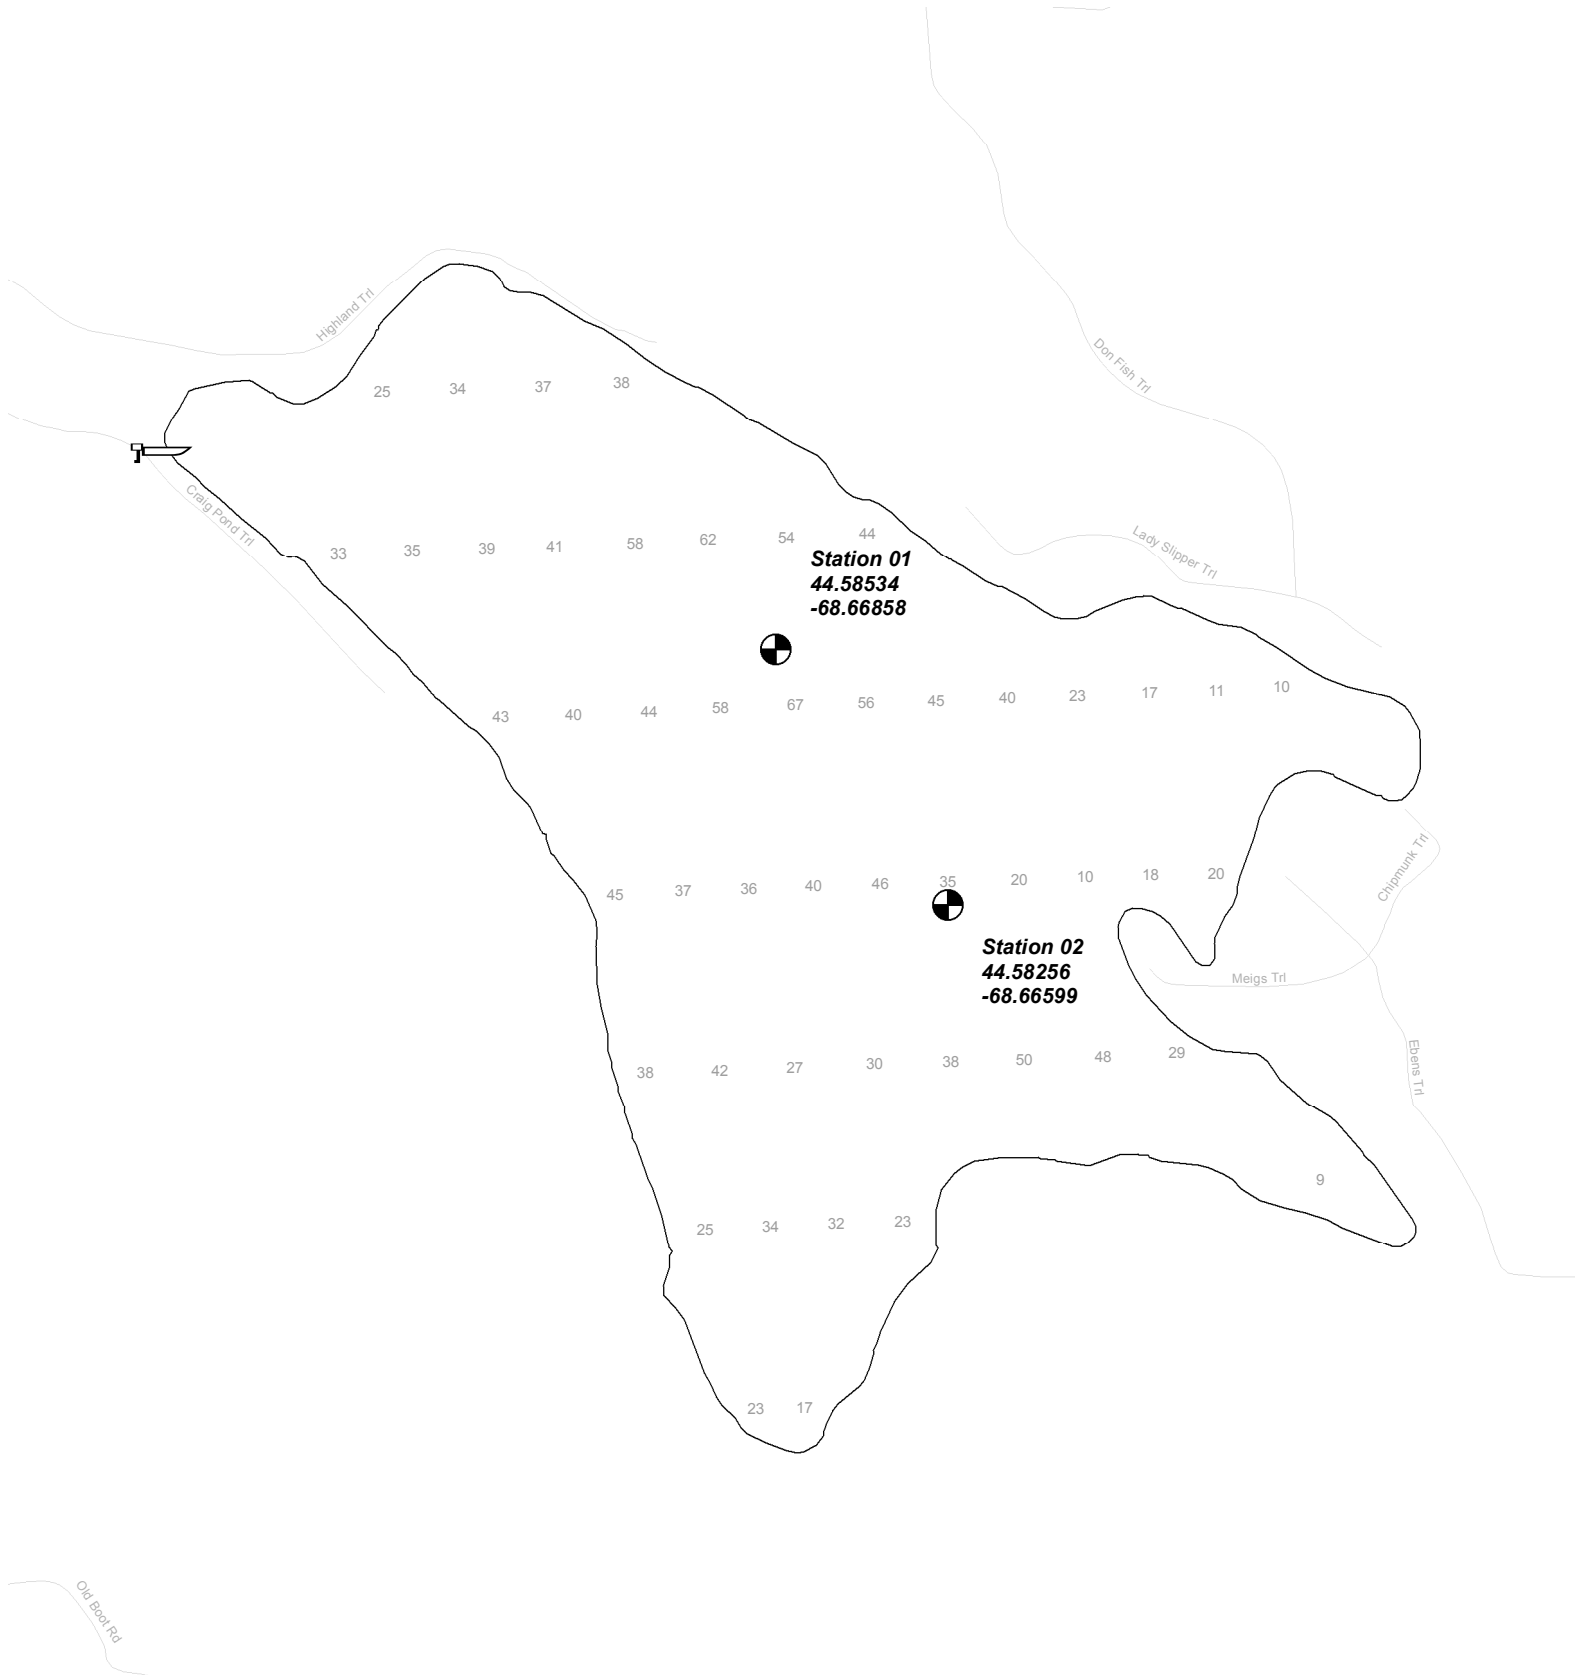 Highland Trl
Don Fish Trl
25 34 37 38
Craig Pond Trl
33 35 39 41 58 62 54 44
Lady Slipper Trl
Station 01
44.58534
-68.66858
43 40 44 58 67 56 45 40 23 17 11 10
Chipmunk Trl
45 37 36 40 46 35 20 10 18 20
Station 02
44.58256
-68.66599
Meigs Trl
38 42 27 30 38 50 48 29
Ebens Trl
9
25 34 32 23
23 17
Old Boot Rd